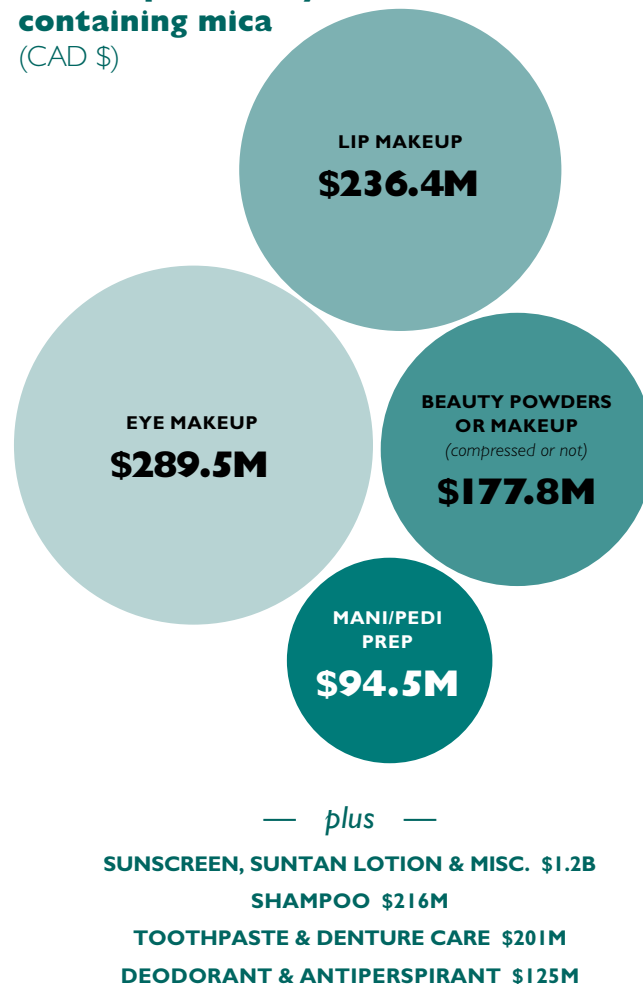 containing mica
(CAD $)
LIP MAKEUP
$236.4M
EYE MAKEUP
$289.5M
BEAUTY POWDERS
OR MAKEUP
(compressed or not)
$177.8M
MANI/PEDI
PREP
$94.5M
— plus —
SUNSCREEN, SUNTAN LOTION & MISC. $1.2B
SHAMPOO $216M
TOOTHPASTE & DENTURE CARE $201M
DEODORANT & ANTIPERSPIRANT $125M